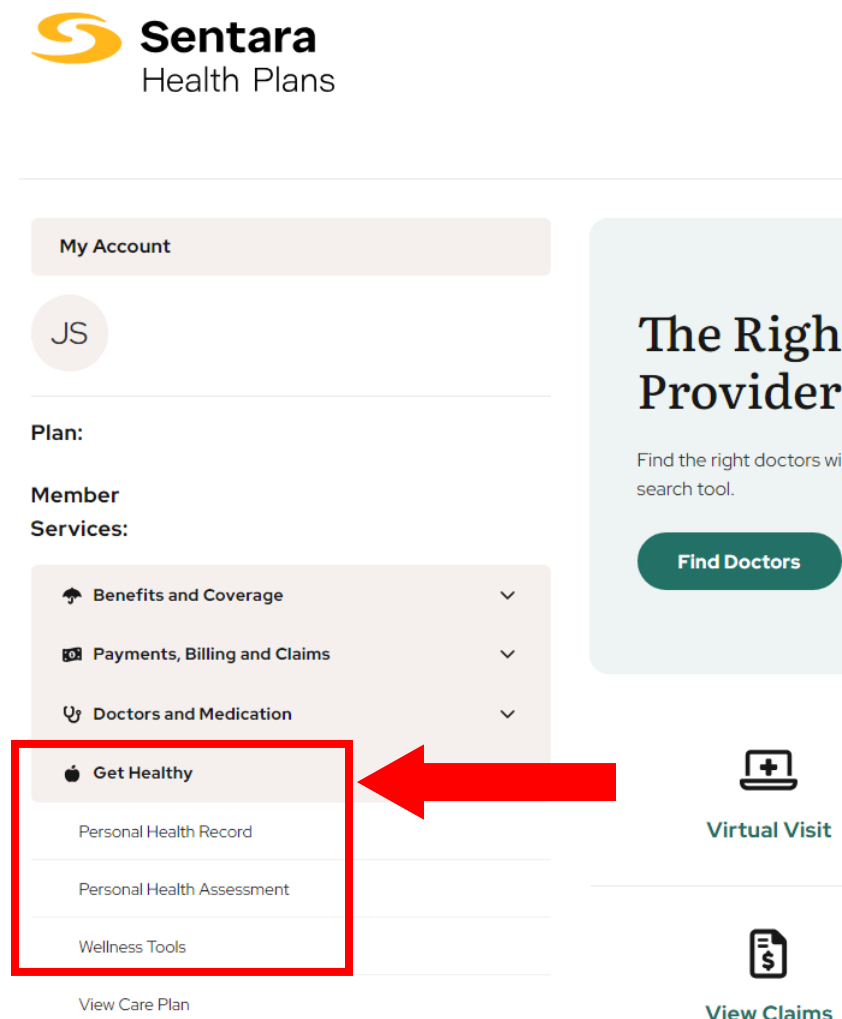 Sentara
Health Plans
My Account
JS
Plan:
Member
Services:
Benefits and Coverage
Payments, Billing and Claims
Doctors and Medication
Get Healthy
Personal Health Record
Personal Health Assessment
Wellness Tools
View Care Plan
The Righ
Provider
Find the right doctors wi
search tool.
Find Doctors
Virtual Visit
View Claims